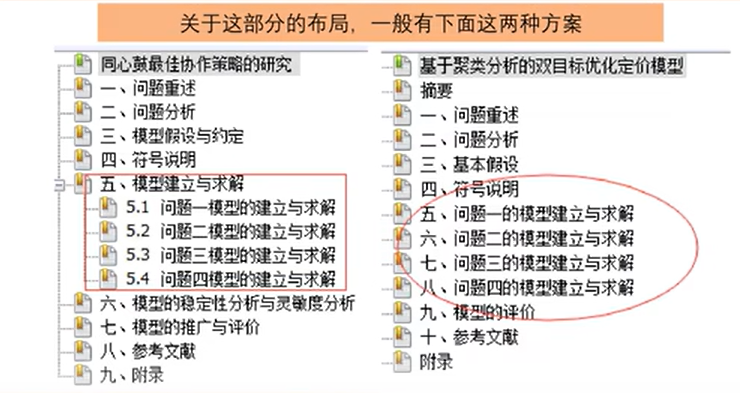 关于这部分的布局，一般有下面这两种方案
同心鼓最佳协作策略的研究
一、问题重述
二、问题分析
三、模型假设与约定
四、符号说明
五、模型建立与求解
5.1 问题一模型的建立与求解
5.2 问题二模型的建立与求解
5.3 问题三模型的建立与求解
5.4 问题四模型的建立与求解
六、模型的稳定性分析与灵敏度分析
七、模型的推广与评价
八、参考文献
九、附录
基于聚类分析的双目标优化定价模型
摘要
一、问题重述
二、问题分析
三、基本假设
四、符号说明
五、问题一的模型建立与求解
六、问题二的模型建立与求解
七、问题三的模型建立与求解
八、问题四的模型建立与求解
九、模型的评价
十、参考文献
附录